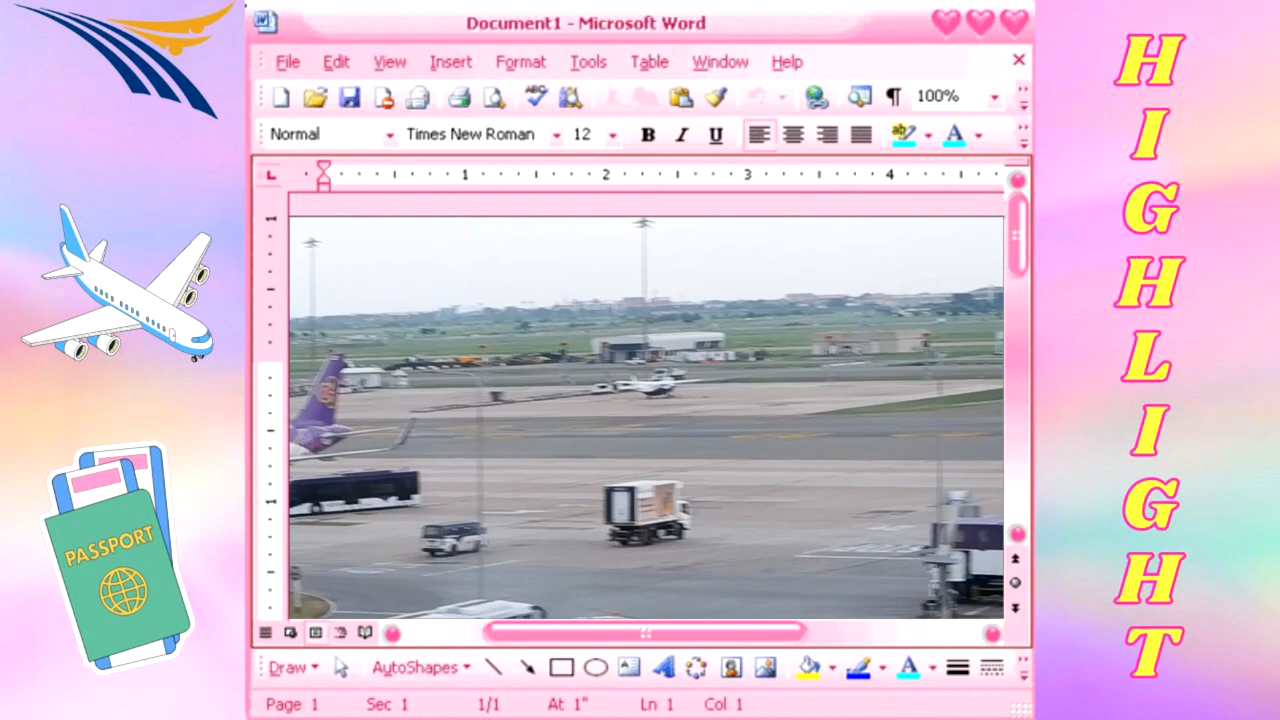 Document1 - Microsoft Word
File Edit View Insert Format Tools Table Window Help
ABC
100%
Normal Times New Roman 12 B I U ab A
L 1 2 3 4
Draw AutoShapes A A A
Page 1 Sec 1 1/1 At 1" Ln 1 Col 1
PASSPORT
HIGHLIGHT